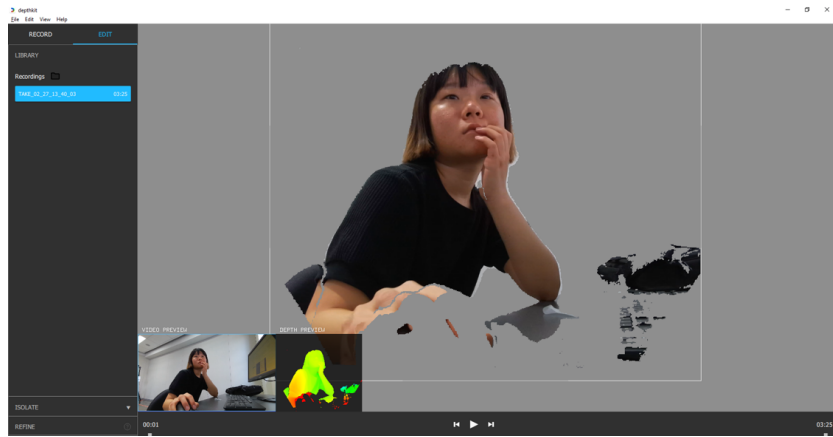 depthkit
File Edit View Help
RECORD EDIT
LIBRARY
Recordings
TAKE_02_27_13_46_03 03:25
VIDEO PREVIEW DEPTH PREVIEW
ISOLATE
REFINE
00:01 03:25